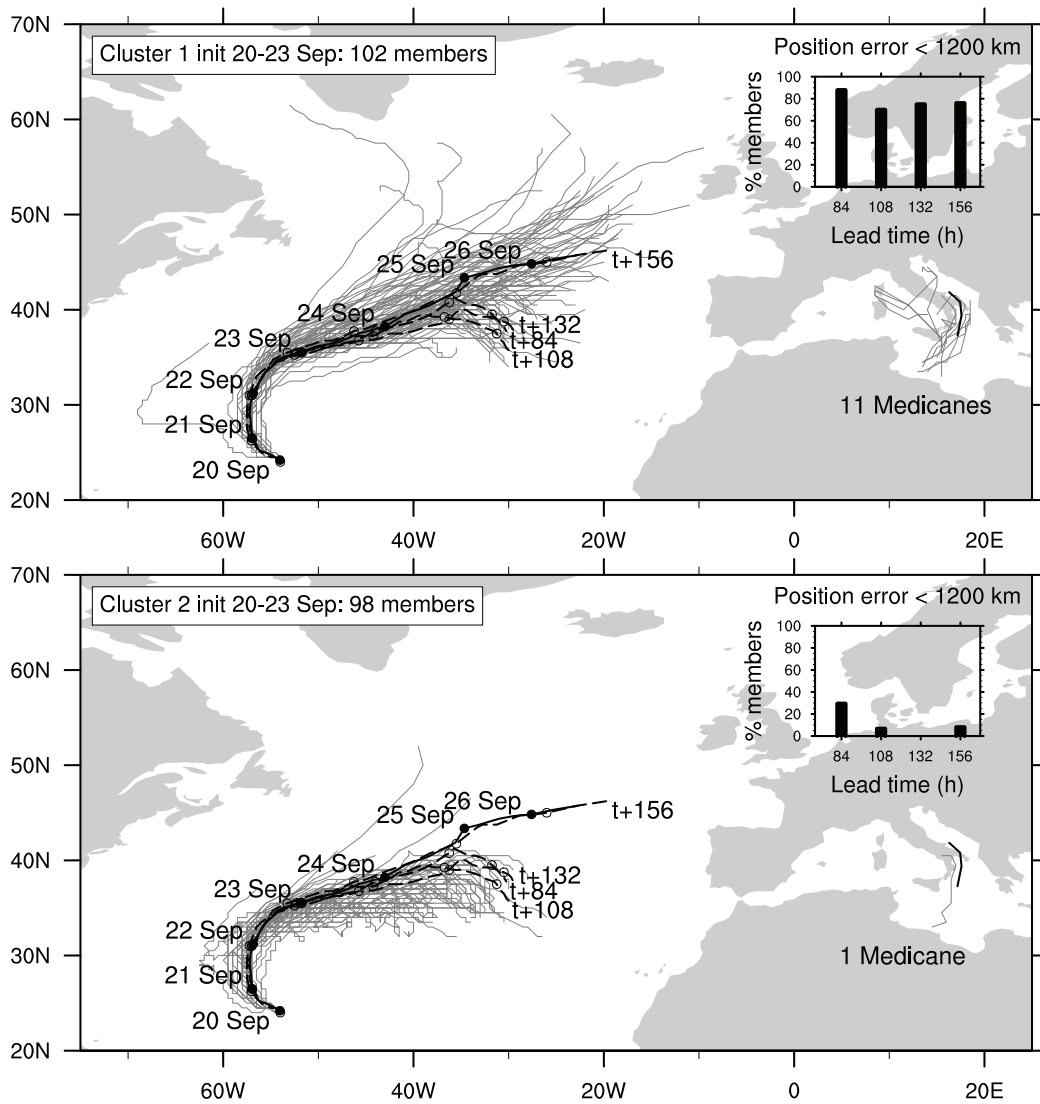 70N
Cluster 1 init 20-23 Sep: 102 members
Position error < 1200 km
100
80
60
40
20
0
% members
84 108 132 156
Lead time (h)
60N
50N
26 Sep
25 Sep
t+156
40N
24 Sep
23 Sep
t+132
t+84
t+108
22 Sep
30N
11 Medicanes
21 Sep
20 Sep
20N
60W 40W 20W 0 20E
70N
Cluster 2 init 20-23 Sep: 98 members
Position error < 1200 km
100
80
60
40
20
0
% members
84 108 132 156
Lead time (h)
60N
50N
26 Sep
25 Sep
t+156
40N
24 Sep
23 Sep
t+132
t+84
t+108
22 Sep
30N
1 Medicane
21 Sep
20 Sep
20N
60W 40W 20W 0 20E